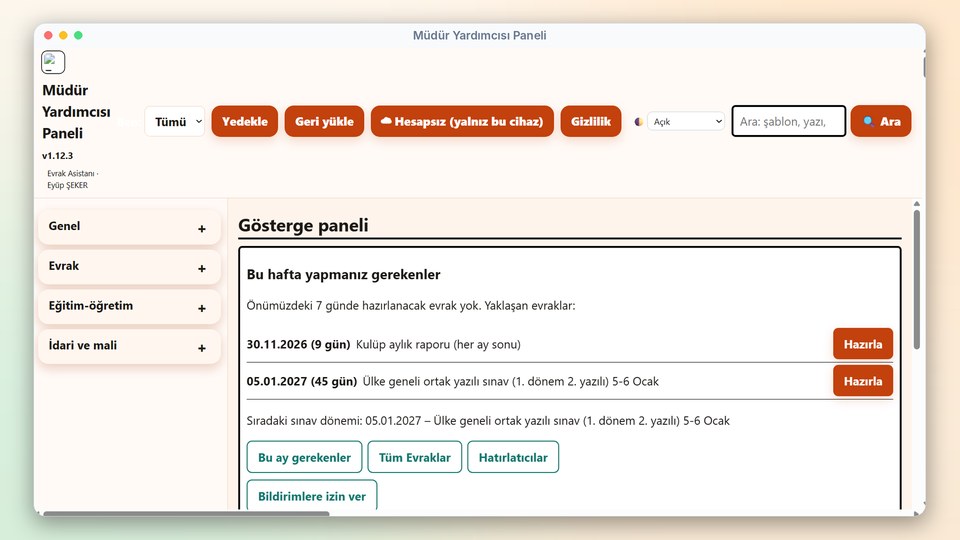 Müdür Yardımcısı Paneli
Müdür
Yardımcısı
Paneli
v1.12.3
Evrak Asistanı ·
Eyüp ŞEKER
Tümü
Yedekle
Geri yükle
Hesapsız (yalnız bu cihaz)
Gizlilik
Açık
Ara: şablon, yazı,
Ara
Genel
+
Evrak
+
Eğitim-öğretim
+
İdari ve mali
+
Gösterge paneli
Bu hafta yapmanız gerekenler
Önümüzdeki 7 günde hazırlanacak evrak yok. Yaklaşan evraklar:
30.11.2026 (9 gün) Kulüp aylık raporu (her ay sonu)
Hazırla
05.01.2027 (45 gün) Ülke geneli ortak yazılı sınav (1. dönem 2. yazılı) 5-6 Ocak
Hazırla
Sıradaki sınav dönemi: 05.01.2027 – Ülke geneli ortak yazılı sınav (1. dönem 2. yazılı) 5-6 Ocak
Bu ay gerekenler
Tüm Evraklar
Hatırlatıcılar
Bildirimlere izin ver